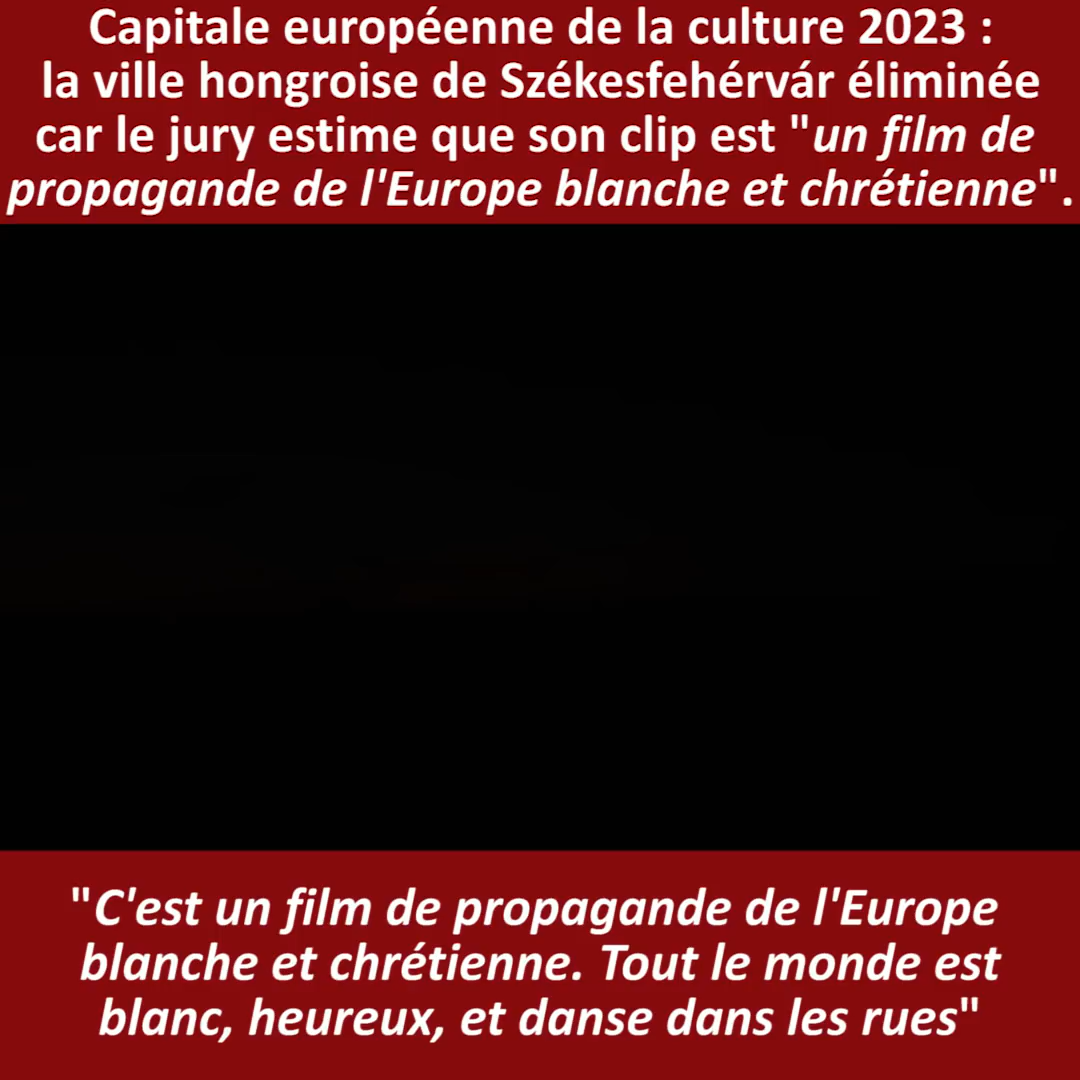 Capitale européenne de la culture 2023 :
la ville hongroise de Székesfehérvár éliminée
car le jury estime que son clip est "un film de
propagande de l'Europe blanche et chrétienne".
"C'est un film de propagande de l'Europe
blanche et chrétienne. Tout le monde est
blanc, heureux, et danse dans les rues"